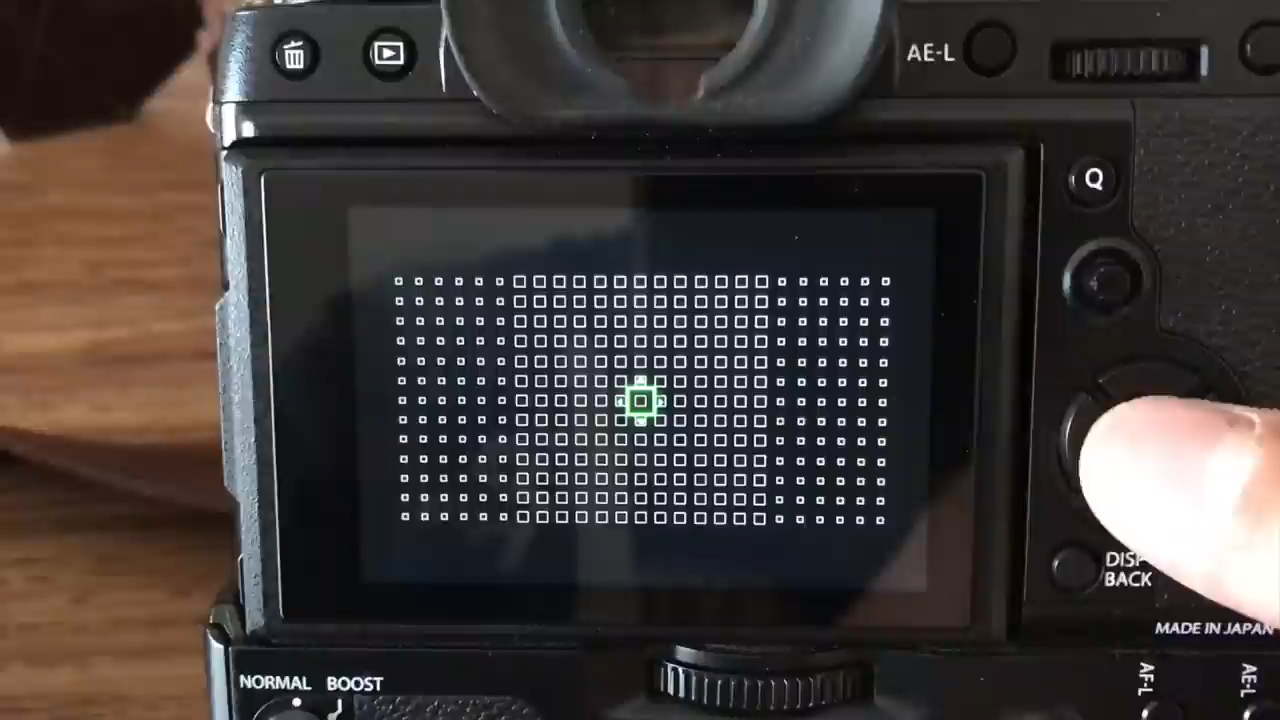 AE-L
Q
DISP
BACK
MADE IN JAPAN
NORMAL BOOST
AF-L
AE-L